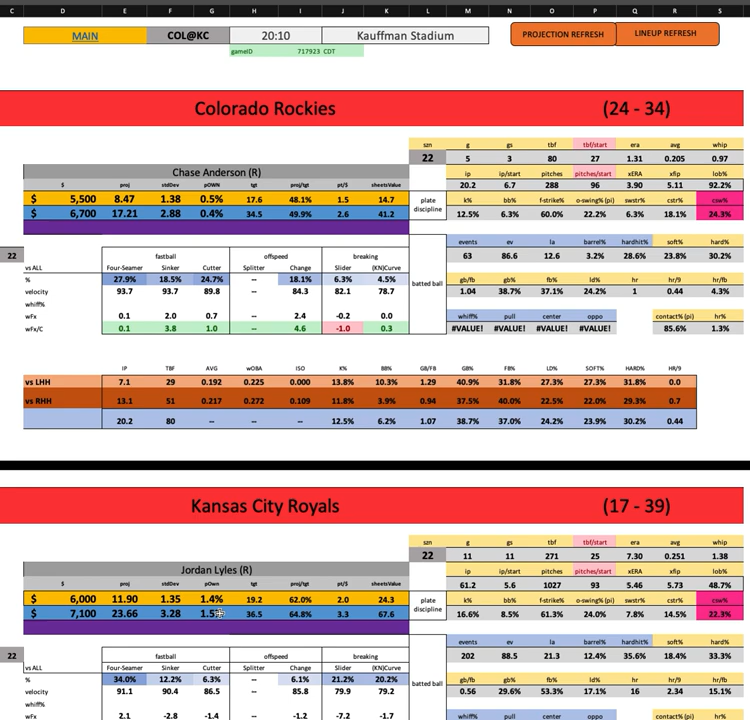 C D E F G H I J K L M N O P Q R S
MAIN COL@KC 20:10 Kauffman Stadium PROJECTION REFRESH LINEUP REFRESH
gameID 717923 CDT
Colorado Rockies (24 - 34)
szn g gs tbf tbf/start era avg whip
22 5 3 80 27 1.31 0.205 0.97
Chase Anderson (R) ip ip/start pitches pitches/start xERA xfip lob%
$ proj stdDev pOWN tgt proj/tgt pt/$ sheetsValue 20.2 6.7 288 96 3.90 5.11 92.2%
$ 5,500 8.47 1.38 0.5% 17.6 48.1% 1.5 14.7 plate discipline k% bb% f-strike% o-swing% (pi) swstr% cstr% csw%
$ 6,700 17.21 2.88 0.4% 34.5 49.9% 2.6 41.2 12.5% 6.3% 60.0% 22.2% 6.3% 18.1% 24.3%
22 fastball offspeed breaking batted ball events ev la barrel% hardhit% soft% hard%
vs ALL Four-Seamer Sinker Cutter Splitter Change Slider (KN)Curve 63 86.6 12.6 3.2% 28.6% 23.8% 30.2%
% 27.9% 18.5% 24.7% -- 18.1% 6.3% 4.5% gb/fb gb% fb% ld% hr hr/9 hr/fb
velocity 93.7 93.7 89.8 -- 84.3 82.1 78.7 1.04 38.7% 37.1% 24.2% 1 0.44 4.3%
whiff%
wFx 0.1 2.0 0.7 -- 2.4 -0.2 0.0 whiff% pull center oppo contact% (pi) hr%
wFx/C 0.1 3.8 1.0 -- 4.6 -1.0 0.3 #VALUE! #VALUE! #VALUE! #VALUE! 85.6% 1.3%
IP TBF AVG wOBA ISO K% BB% GB/FB GB% FB% LD% SOFT% HARD% HR/9
vs LHH 7.1 29 0.192 0.225 0.000 13.8% 10.3% 1.29 40.9% 31.8% 27.3% 27.3% 31.8% 0.0
vs RHH 13.1 51 0.217 0.272 0.109 11.8% 3.9% 0.94 37.5% 40.0% 22.5% 22.0% 29.3% 0.7
20.2 80 -- -- -- 12.5% 6.2% 1.07 38.7% 37.0% 24.2% 23.9% 30.2% 0.44
Kansas City Royals (17 - 39)
szn g gs tbf tbf/start era avg whip
22 11 11 271 25 7.30 0.251 1.38
Jordan Lyles (R) ip ip/start pitches pitches/start xERA xfip lob%
$ proj stdDev pOwn tgt proj/tgt pt/$ sheetsValue 61.2 5.6 1027 93 5.46 5.73 48.7%
$ 6,000 11.90 1.35 1.4% 19.2 62.0% 2.0 24.3 plate discipline k% bb% f-strike% o-swing% (pi) swstr% cstr% csw%
$ 7,100 23.66 3.28 1.5 36.5 64.8% 3.3 67.6 16.6% 8.5% 61.3% 24.0% 7.8% 14.5% 22.3%
22 fastball offspeed breaking batted ball events ev la barrel% hardhit% soft% hard%
vs ALL Four-Seamer Sinker Cutter Splitter Change Slider (KN)Curve 202 88.5 21.3 12.4% 35.6% 18.4% 33.3%
% 34.0% 12.2% 6.3% 6.1% 21.2% 20.2% gb/fb gb% fb% ld% hr hr/9 hr/fb
velocity 91.1 90.4 86.5 -- 85.8 79.9 79.2 0.56 29.6% 53.3% 17.1% 16 2.34 15.1%
whiff%
wFx 2.1 -2.8 -1.4 -- -1.2 -7.2 -1.7 whiff% pull center oppo contact% (pi) hr%